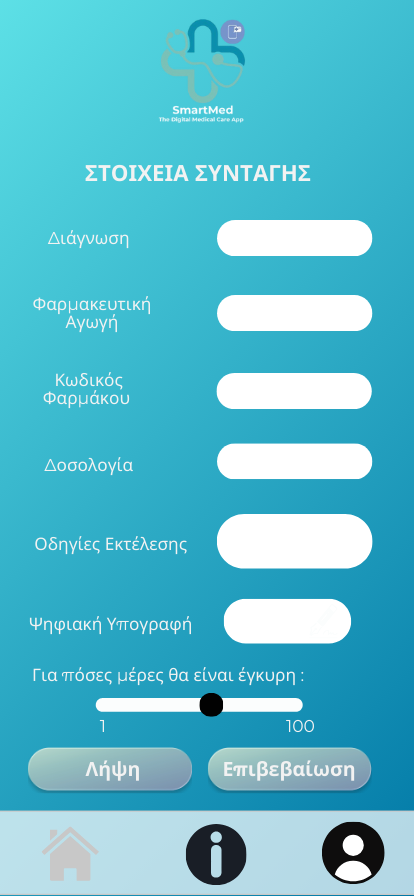 SmartMed
The Digital Medical Care App
ΣΤΟΙΧΕΙΑ ΣΥΝΤΑΓΗΣ
Διάγνωση
Φαρμακευτική
Αγωγή
Κωδικός
Φαρμάκου
Δοσολογία
Οδηγίες Εκτέλεσης
Ψηφιακή Υπογραφή
Για πόσες μέρες θα είναι έγκυρη :
1 100
Λήψη Επιβεβαίωση